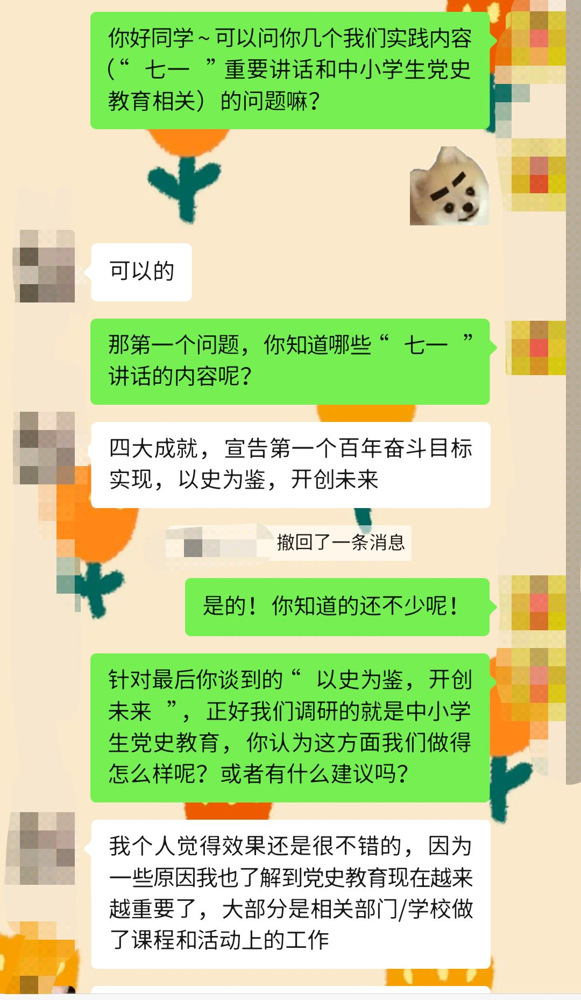 你好同学~可以问你几个我们实践内容
（“ 七一 ”重要讲话和中小学生党史
教育相关）的问题嘛？
可以的
那第一个问题，你知道哪些“ 七一 ”
讲话的内容呢？
四大成就，宣告第一个百年奋斗目标
实现，以史为鉴，开创未来
撤回了一条消息
是的！你知道的还不少呢！
针对最后你谈到的“ 以史为鉴，开创
未来 ”，正好我们调研的就是中小学
生党史教育，你认为这方面我们做得
怎么样呢？或者有什么建议吗？
我个人觉得效果还是很不错的，因为
一些原因我也了解到党史教育现在越来
越重要了，大部分是相关部门/学校做
了课程和活动上的工作